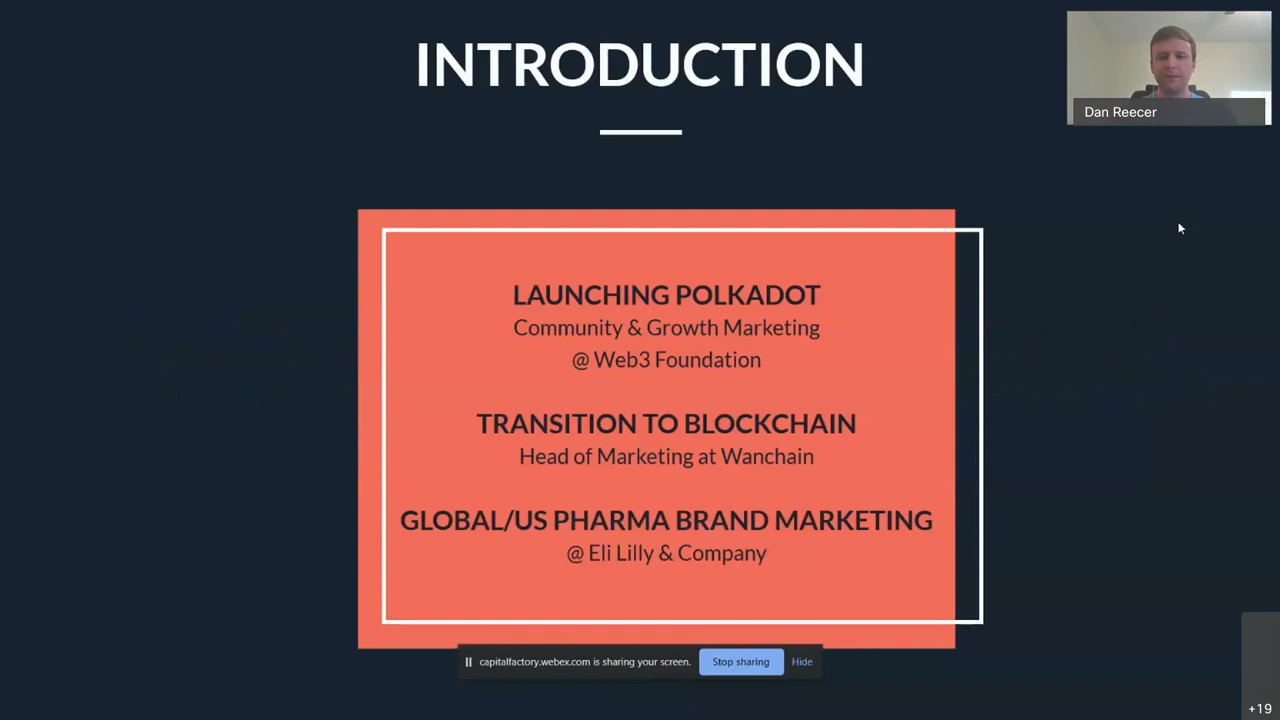 INTRODUCTION
Dan Reecer
LAUNCHING POLKADOT
Community & Growth Marketing
@ Web3 Foundation
TRANSITION TO BLOCKCHAIN
Head of Marketing at Wanchain
GLOBAL/US PHARMA BRAND MARKETING
@ Eli Lilly & Company
capitalfactory.webex.com is sharing your screen. Stop sharing Hide
+19